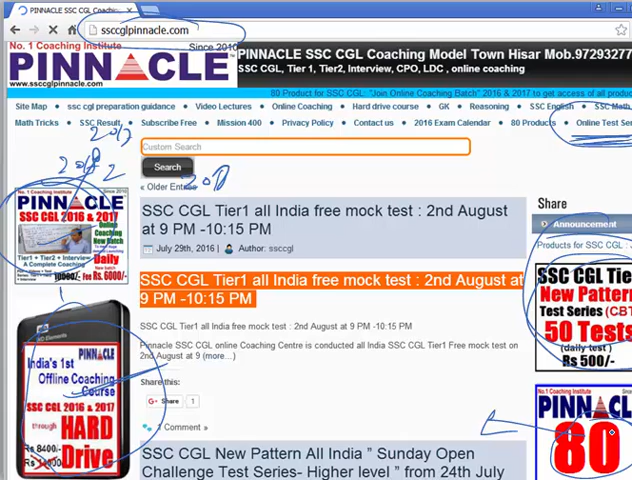 PINNACLE SSC CGL Coachi
ssccglpinnacle.com
No. 1 Coaching Institute
Since 2010
PINNACLE
www.ssccglpinnacle.com
PINNACLE SSC CGL Coaching Model Town Hisar Mob.97293277
SSC CGL, Tier 1, Tier2, Interview, CPO, LDC , online coaching
80 Product for SSC CGL: "Join Online Coaching Batch" 2016 & 2017 to get access of all produc
Site Map
ssc cgl preparation guidance
Video Lectures
Online Coaching
Hard drive course
GK
Reasoning
SSC English
SSC Math
Math Tricks
SSC Result
Subscribe Free
Mission 400
Privacy Policy
Contact us
2016 Exam Calendar
80 Products
Online Test Ser
Custom Search
Search
« Older Entries
SSC CGL Tier1 all India free mock test : 2nd August
at 9 PM -10:15 PM
July 29th, 2016 | Author: ssccgl
SSC CGL Tier1 all India free mock test : 2nd August at
9 PM -10:15 PM
SSC CGL Tier1 all India free mock test : 2nd August at 9 PM -10:15 PM
Pinnacle SSC CGL online Coaching Centre is conducted all India SSC CGL Tier1 Free mock test on
2nd August at 9 (more…)
Share this:
Share
1
1 Comment »
SSC CGL New Pattern All India " Sunday Open
Challenge Test Series- Higher level " from 24th July
No. 1 Coaching Institute
Since 2010
PINNACLE
SSC CGL 2016 & 2017
Online
Coaching
New Batch
Tier1 + Tier2 + Interview
A Complete Coaching
Daily
New batch
10000/- Fee Rs. 6000/-
PINNACLE
India's 1st
Offline Coaching
Course
SSC CGL 2016 & 2017
through HARD
Rs 8400/-
Drive
Share
Announcement
Products for SSC CGL :
SSC CGL Tie
New Pattern
Test Series (CBT
50 Tests
(daily test )
Rs 500/-
No.1 Coaching Institute
PINNACL
80